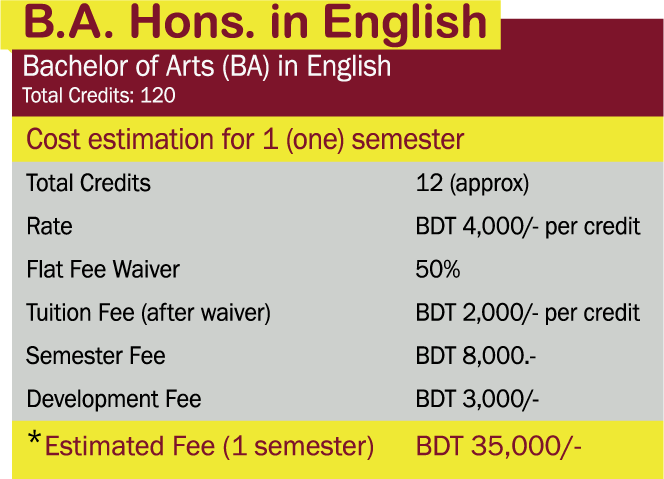 B.A. Hons. in English
Bachelor of Arts (BA) in English
Total Credits: 120
Cost estimation for 1 (one) semester
Total Credits 12 (approx)
Rate BDT 4,000/- per credit
Flat Fee Waiver 50%
Tuition Fee (after waiver) BDT 2,000/- per credit
Semester Fee BDT 8,000.-
Development Fee BDT 3,000/-
*Estimated Fee (1 semester) BDT 35,000/-